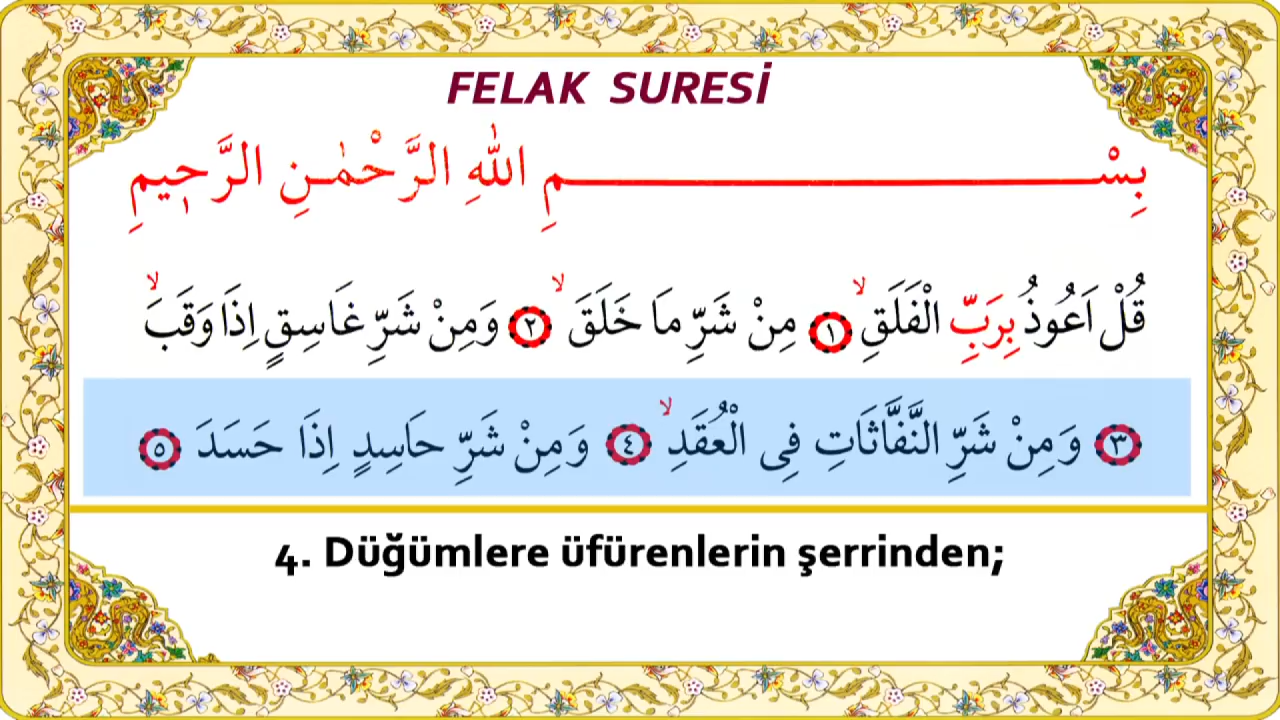 FELAK SURESİ
بِسْمِ اللّٰهِ الرَّحْمٰنِ الرَّح۪يمِ
قُلْ اَعُوذُ بِرَبِّ الْفَلَقِۙ ﴿١﴾ مِنْ شَرِّ مَا خَلَقَۙ ﴿٢﴾ وَمِنْ شَرِّ غَاسِقٍ اِذَا وَقَبَۙ
﴿٣﴾ وَمِنْ شَرِّ النَّفَّاثَاتِ فِى الْعُقَدِۙ ﴿٤﴾ وَمِنْ شَرِّ حَاسِدٍ اِذَا حَسَدَ ﴿٥﴾
4. Düğümlere üfürenlerin şerrinden;